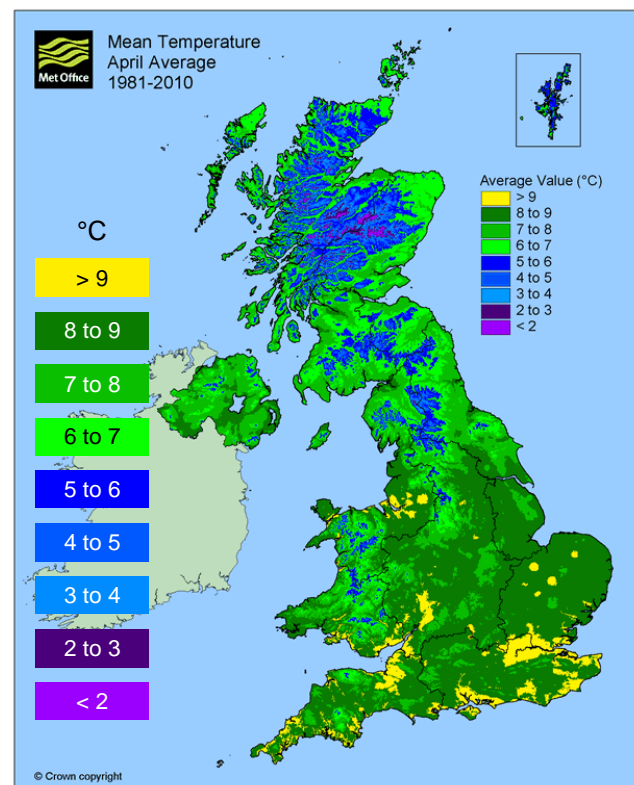 Met Office
Mean Temperature
April Average
1981-2010
Average Value (°C)
> 9
8 to 9
7 to 8
6 to 7
5 to 6
4 to 5
3 to 4
2 to 3
< 2
°C
> 9
8 to 9
7 to 8
6 to 7
5 to 6
4 to 5
3 to 4
2 to 3
< 2
© Crown copyright